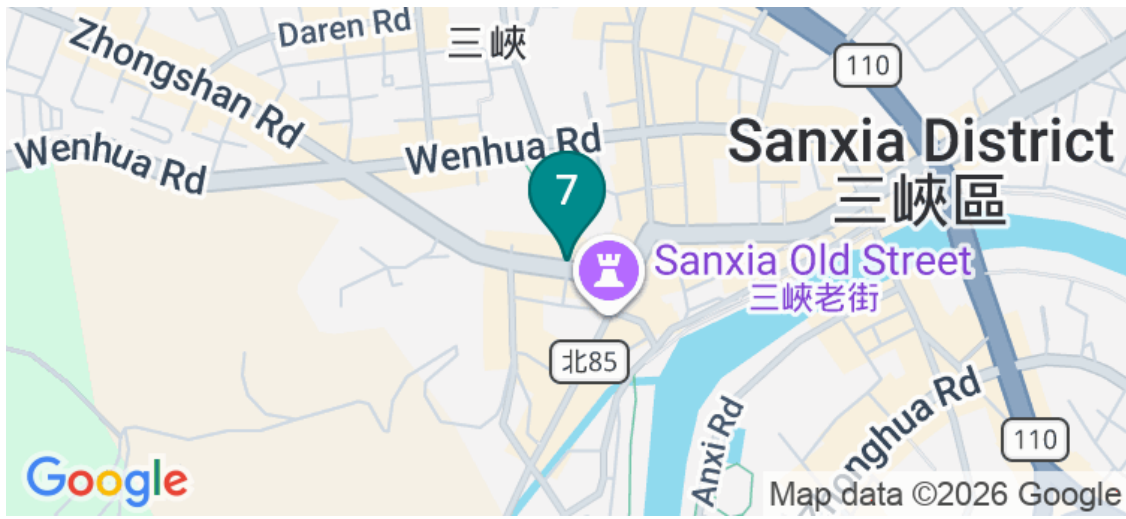 Daren Rd
三峽
110
Zhongshan Rd
Wenhua Rd
Wenhua Rd
Sanxia District
三峽區
7
Sanxia Old Street
三峽老街
北85
Anxi Rd
Zhonghua Rd
110
Google
Map data ©2026 Google